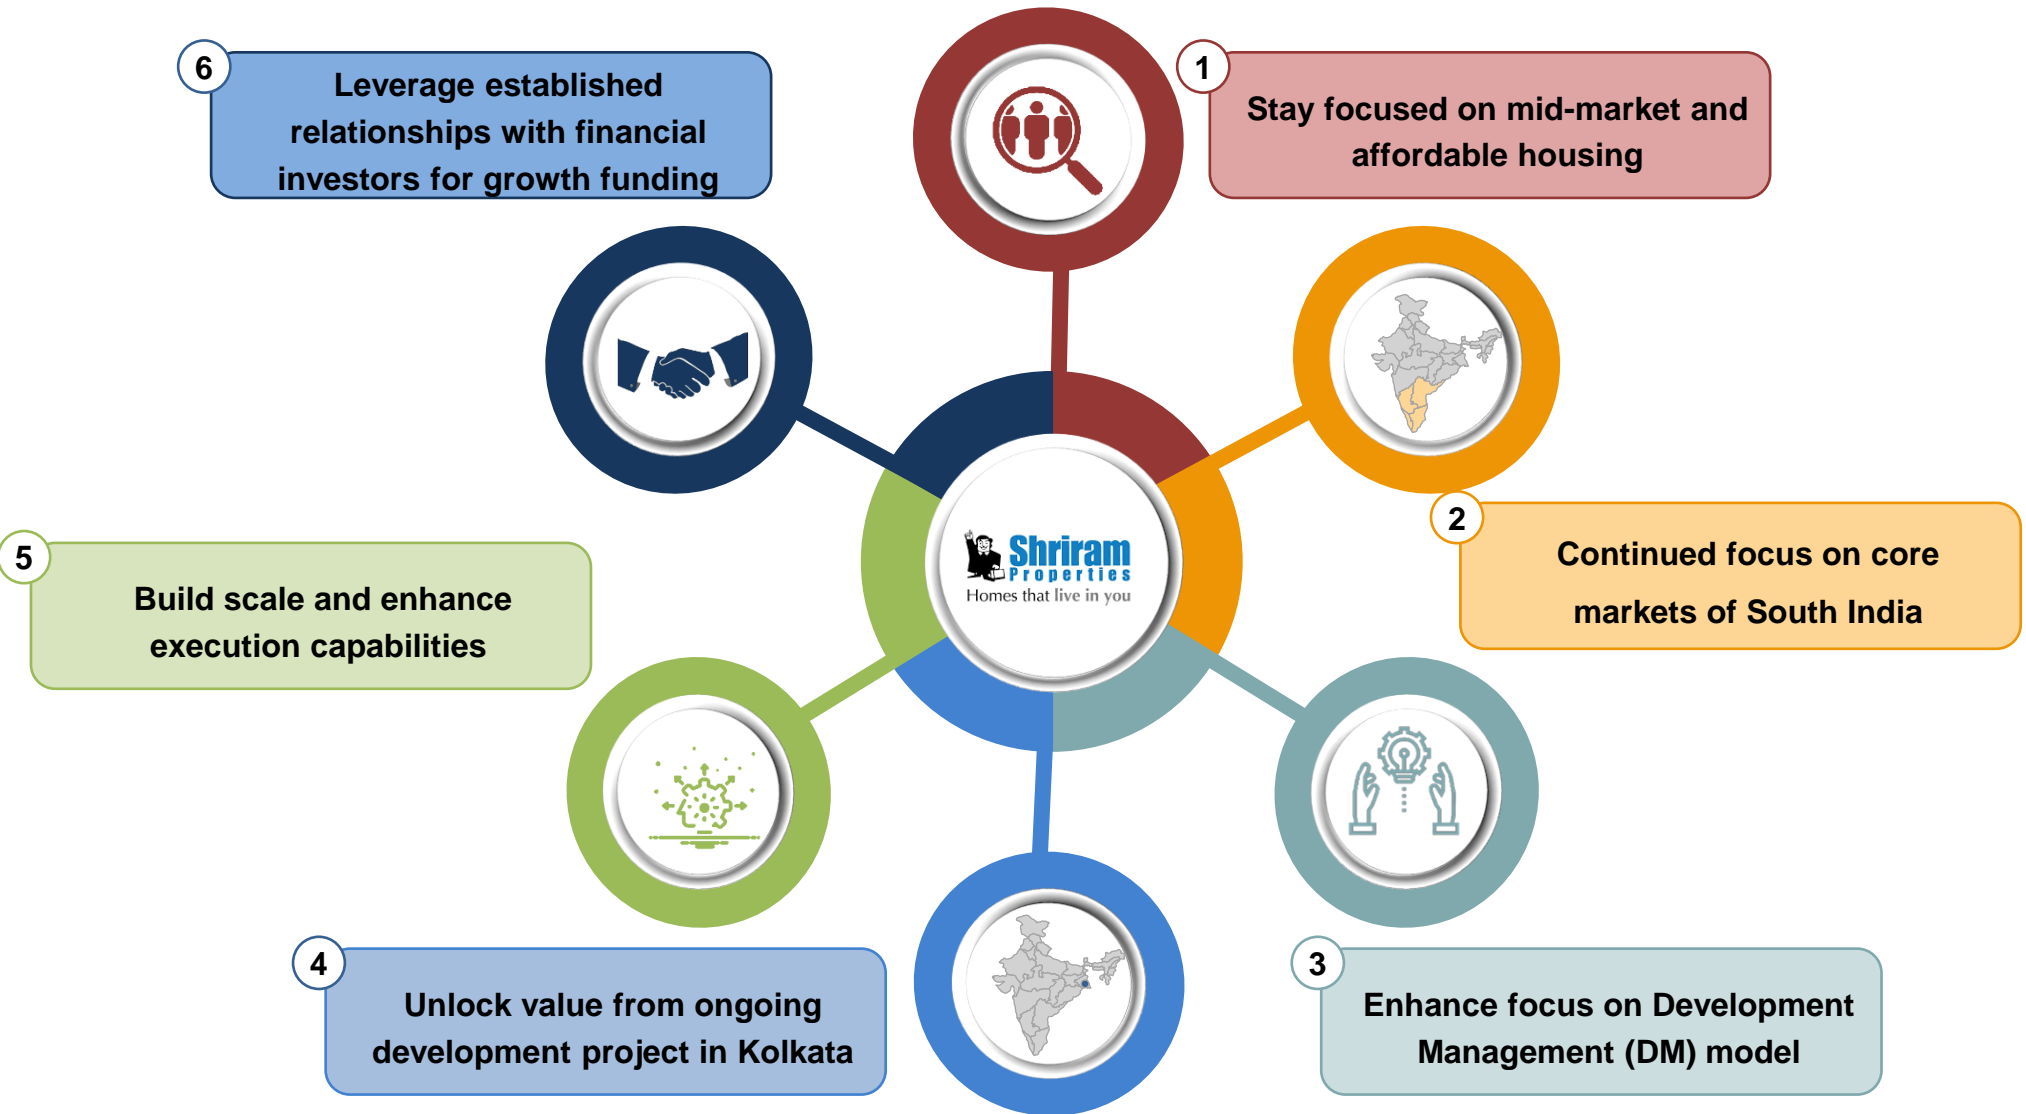 1
Stay focused on mid-market and
affordable housing
2
Continued focus on core
markets of South India
3
Enhance focus on Development
Management (DM) model
4
Unlock value from ongoing
development project in Kolkata
5
Build scale and enhance
execution capabilities
6
Leverage established
relationships with financial
investors for growth funding
Shriram
Properties
Homes that live in you